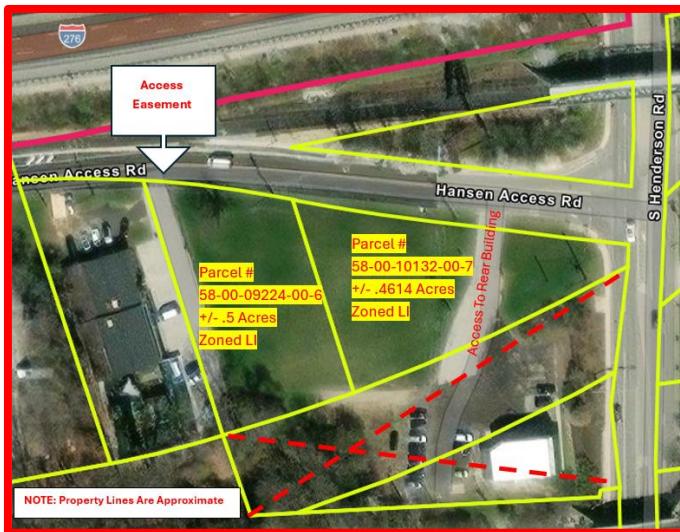 276
Access
Easement
ansen Access Rd
Hansen Access Rd
S Henderson Rd
Parcel #
58-00-09224-00-6
+/- .5 Acres
Zoned LI
Parcel #
58-00-10132-00-7
+/- .4614 Acres
Zoned LI
Access To Rear Building
NOTE: Property Lines Are Approximate